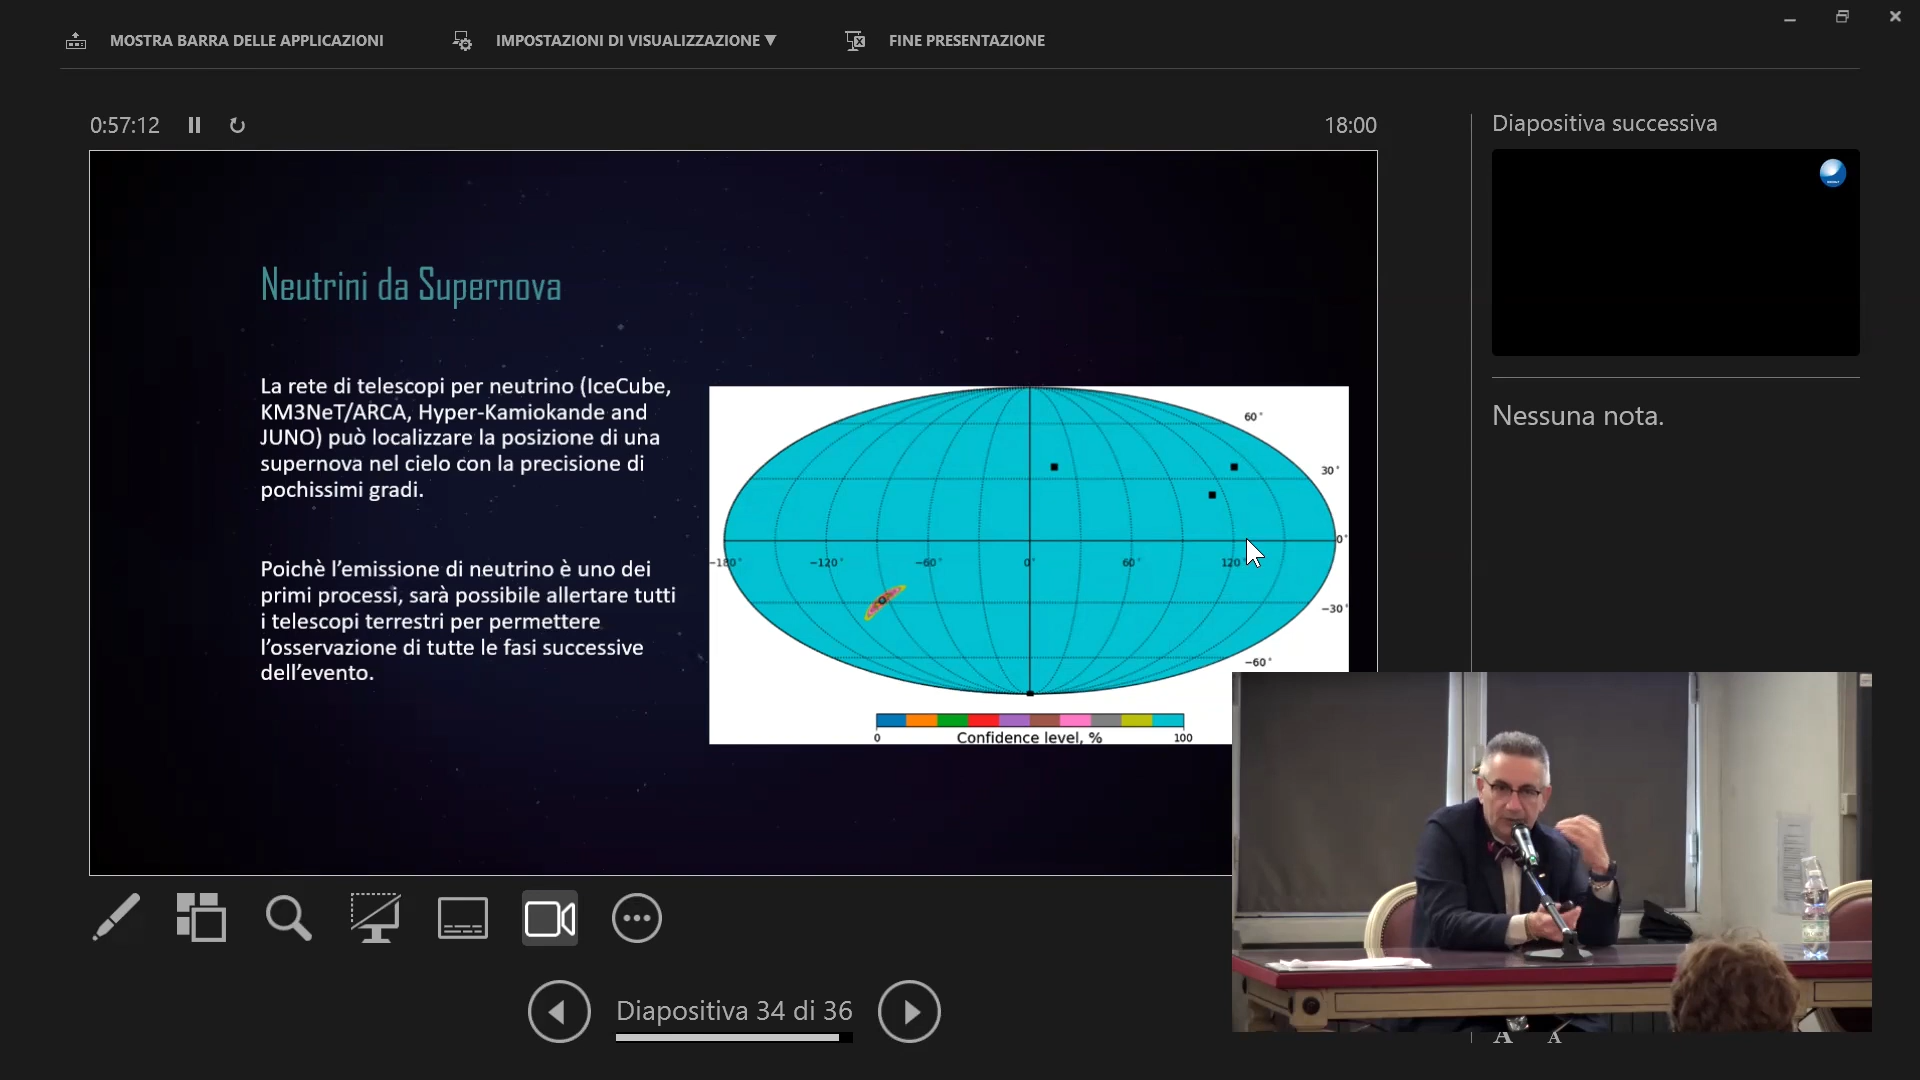 MOSTRA BARRA DELLE APPLICAZIONI
IMPOSTAZIONI DI VISUALIZZAZIONE ▼
FINE PRESENTAZIONE
0:57:12
18:00
Diapositiva successiva
Neutrini da Supernova
La rete di telescopi per neutrino (IceCube,
KM3NeT/ARCA, Hyper-Kamiokande and
JUNO) può localizzare la posizione di una
supernova nel cielo con la precisione di
pochissimi gradi.
Poichè l'emissione di neutrino è uno dei
primi processi, sarà possibile allertare tutti
i telescopi terrestri per permettere
l'osservazione di tutte le fasi successive
dell'evento.
60°
30°
0°
−180° −120° −60° 0° 60° 120°
−30°
−60°
0 Confidence level, % 100
Nessuna nota.
Diapositiva 34 di 36
A A